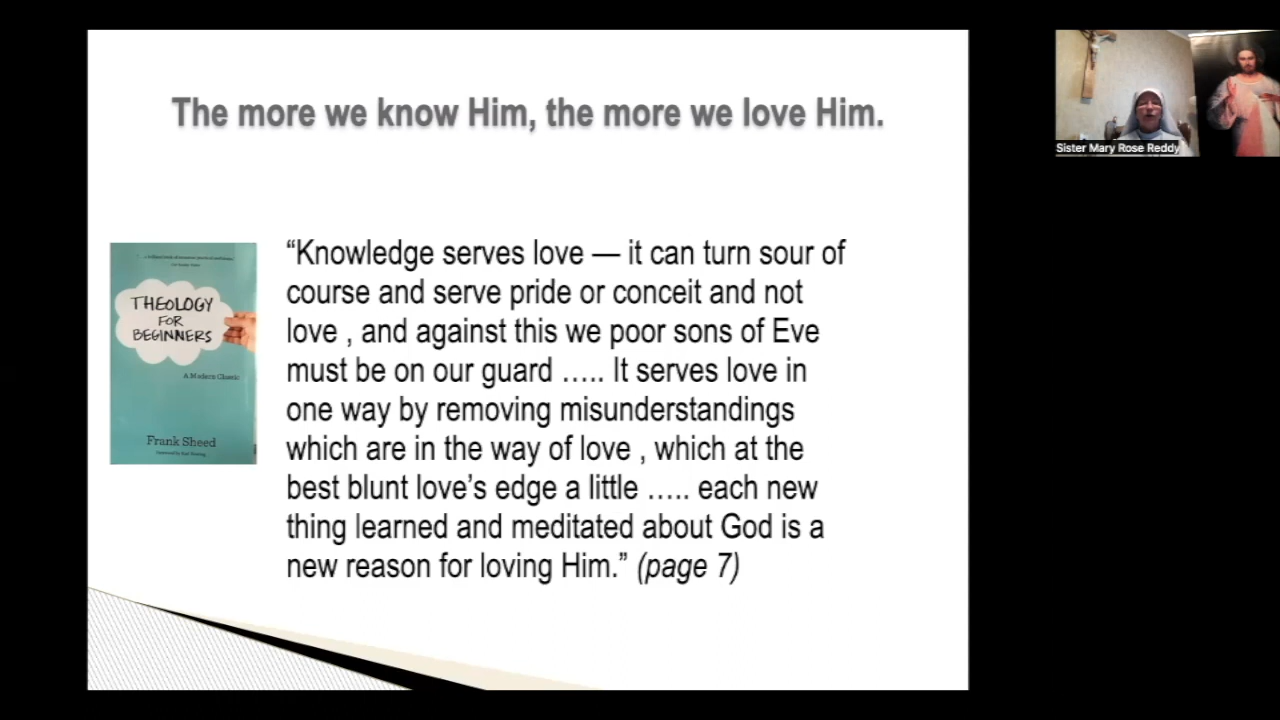 The more we know Him, the more we love Him.
Sister Mary Rose Reddy
THEOLOGY
FOR
BEGINNERS
A Modern Classic
Frank Sheed
“Knowledge serves love — it can turn sour of
course and serve pride or conceit and not
love , and against this we poor sons of Eve
must be on our guard ….. It serves love in
one way by removing misunderstandings
which are in the way of love , which at the
best blunt love’s edge a little ….. each new
thing learned and meditated about God is a
new reason for loving Him.” (page 7)